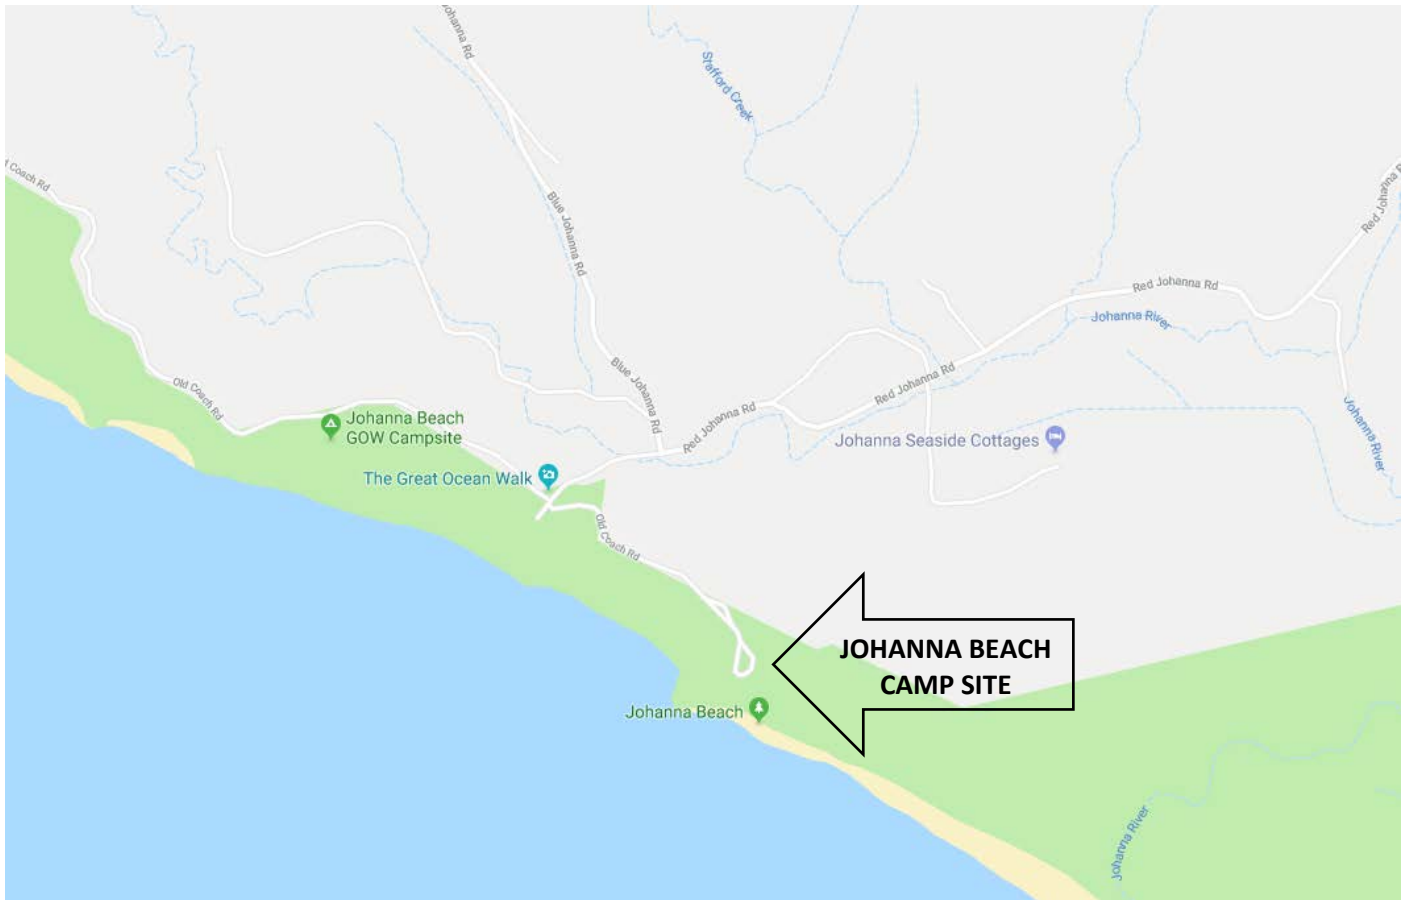 Johanna Rd
Stafford Creek
Coach Rd
Red Johanna R
Blue Johanna Rd
Red Johanna Rd
Johanna River
Blue Johanna Rd
Old Coach Rd
Red Johanna Rd
Johanna Beach
GOW Campsite
Red Johanna Rd
Johanna Seaside Cottages
Johanna River
The Great Ocean Walk
Old Coach Rd
JOHANNA BEACH
CAMP SITE
Johanna Beach
Johanna River